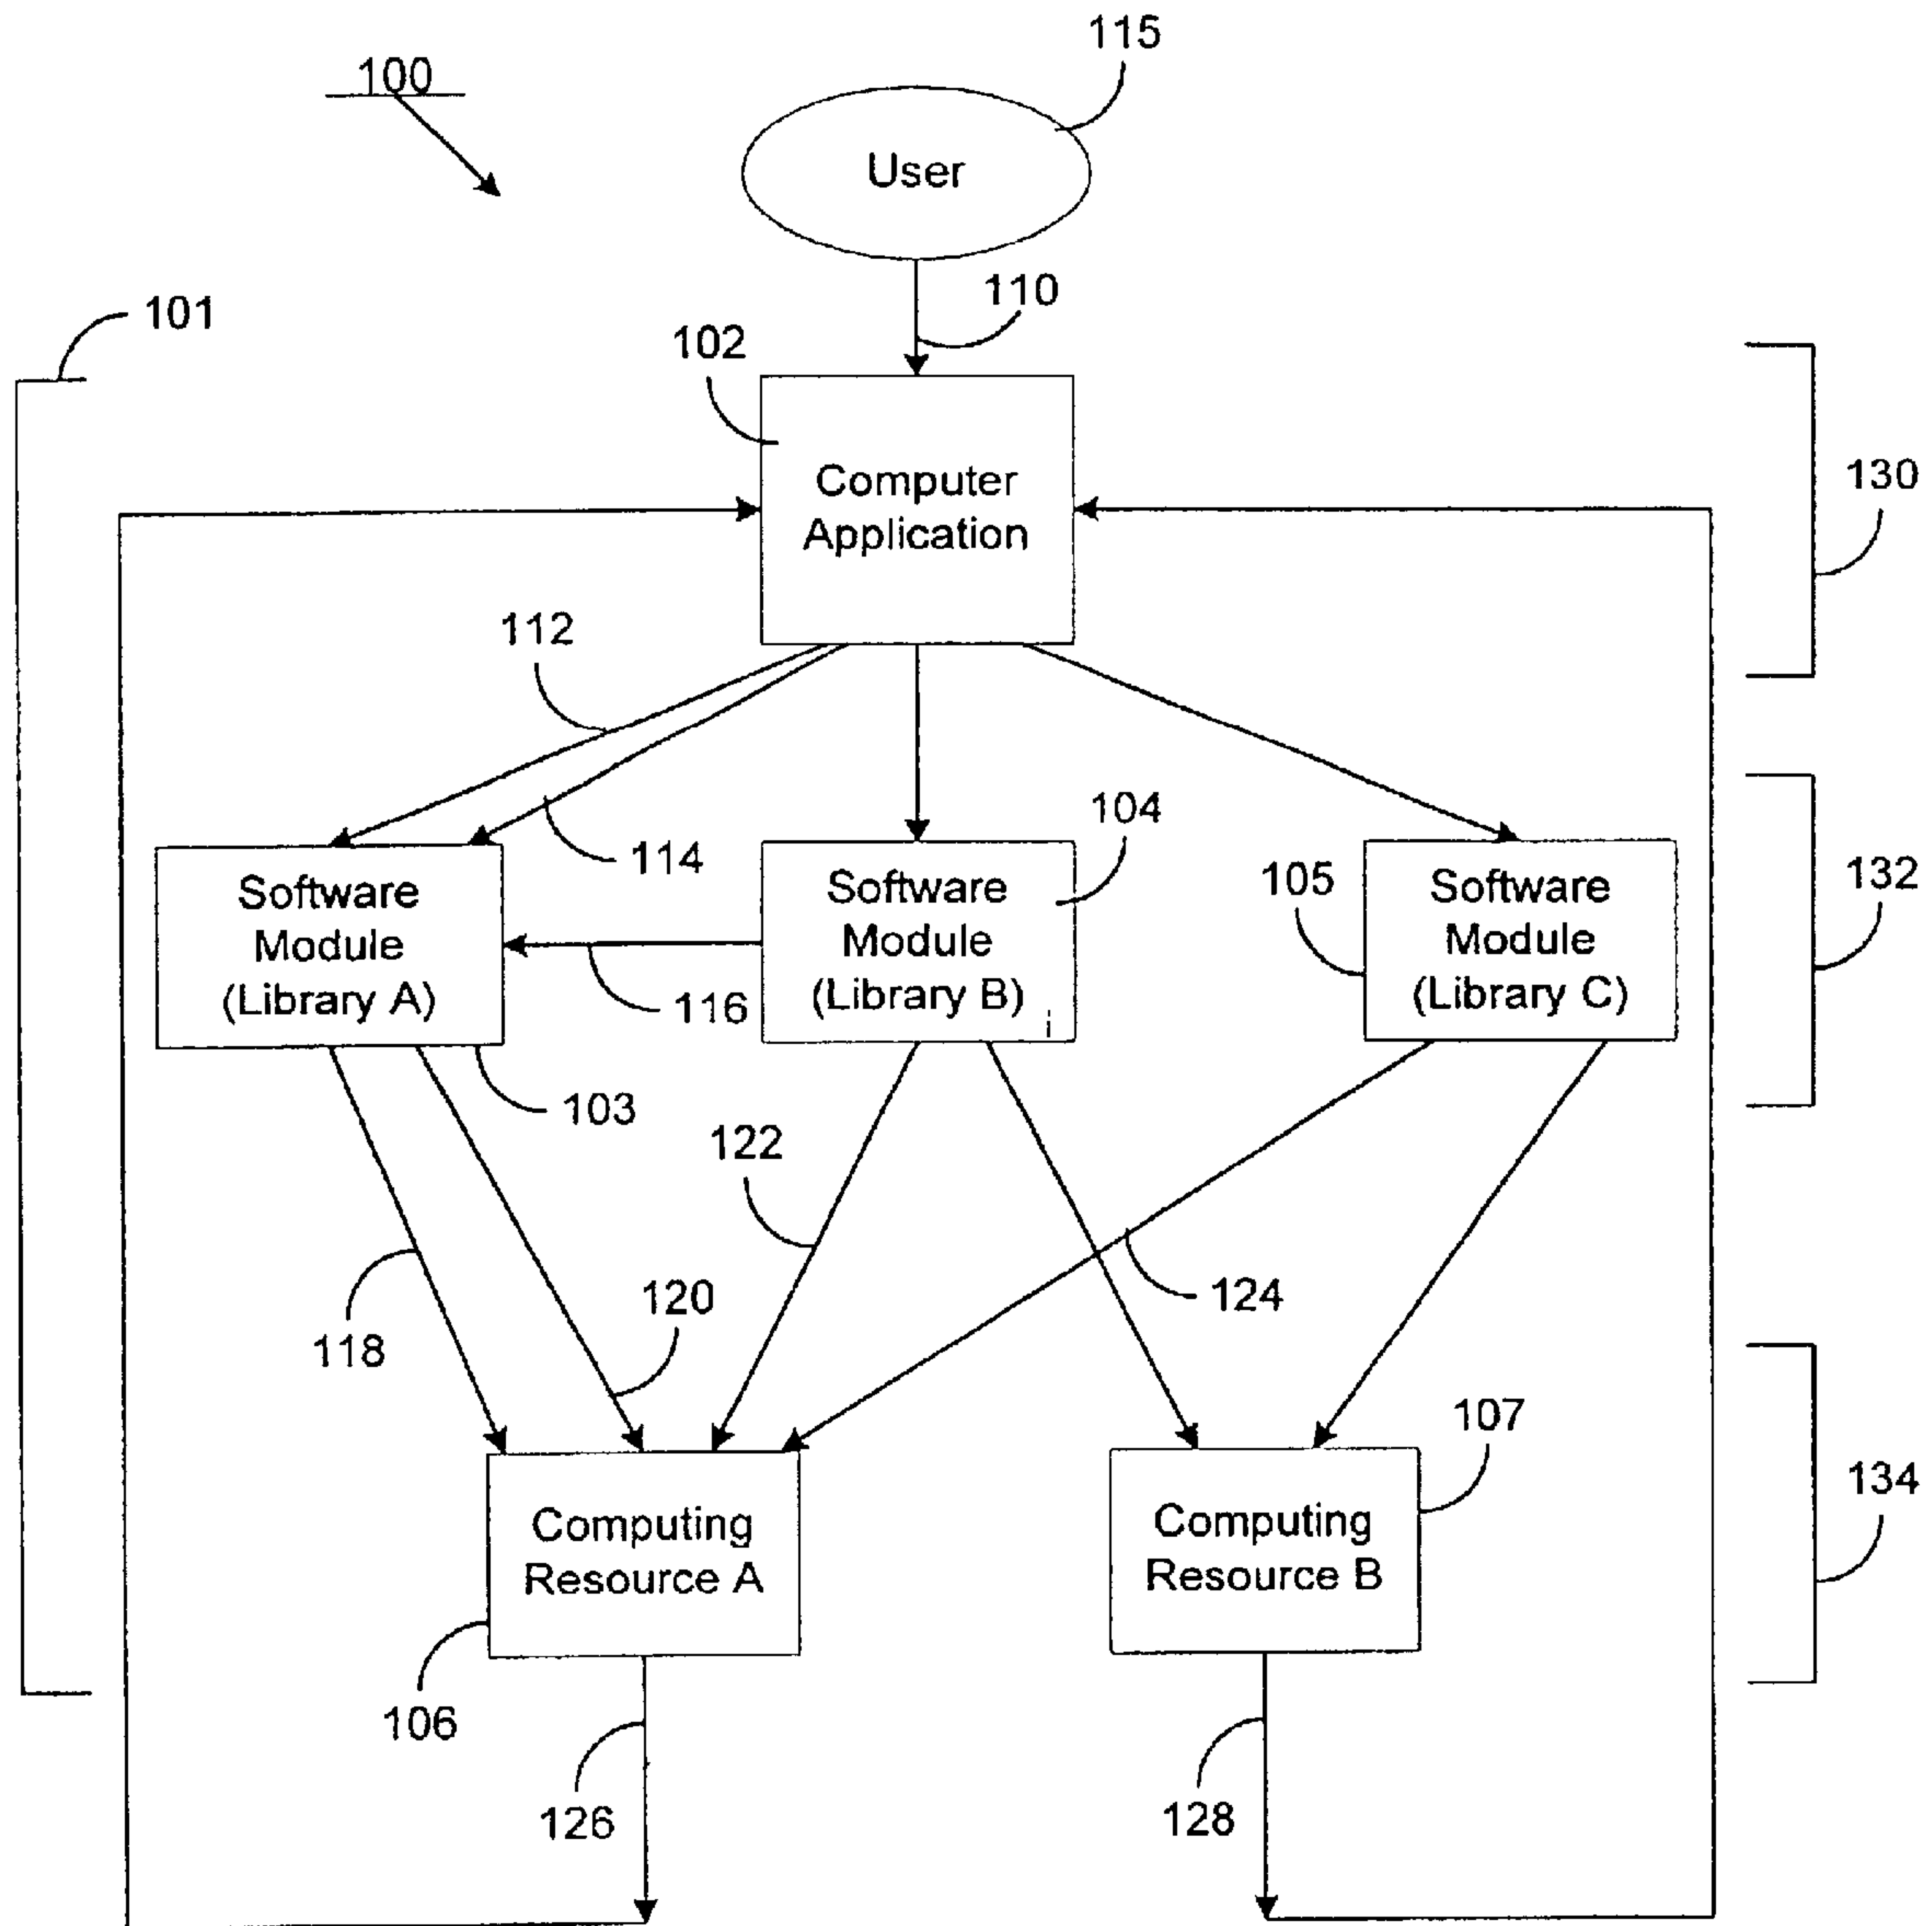 115
100
User
110
101
102
130
Computer
Application
112
114
104
105
132
Software
Module
(Library A)
Software
Module
(Library B)
Software
Module
(Library C)
116
103
122
124
120
118
107
134
Computing
Resource A
Computing
Resource B
106
126
128